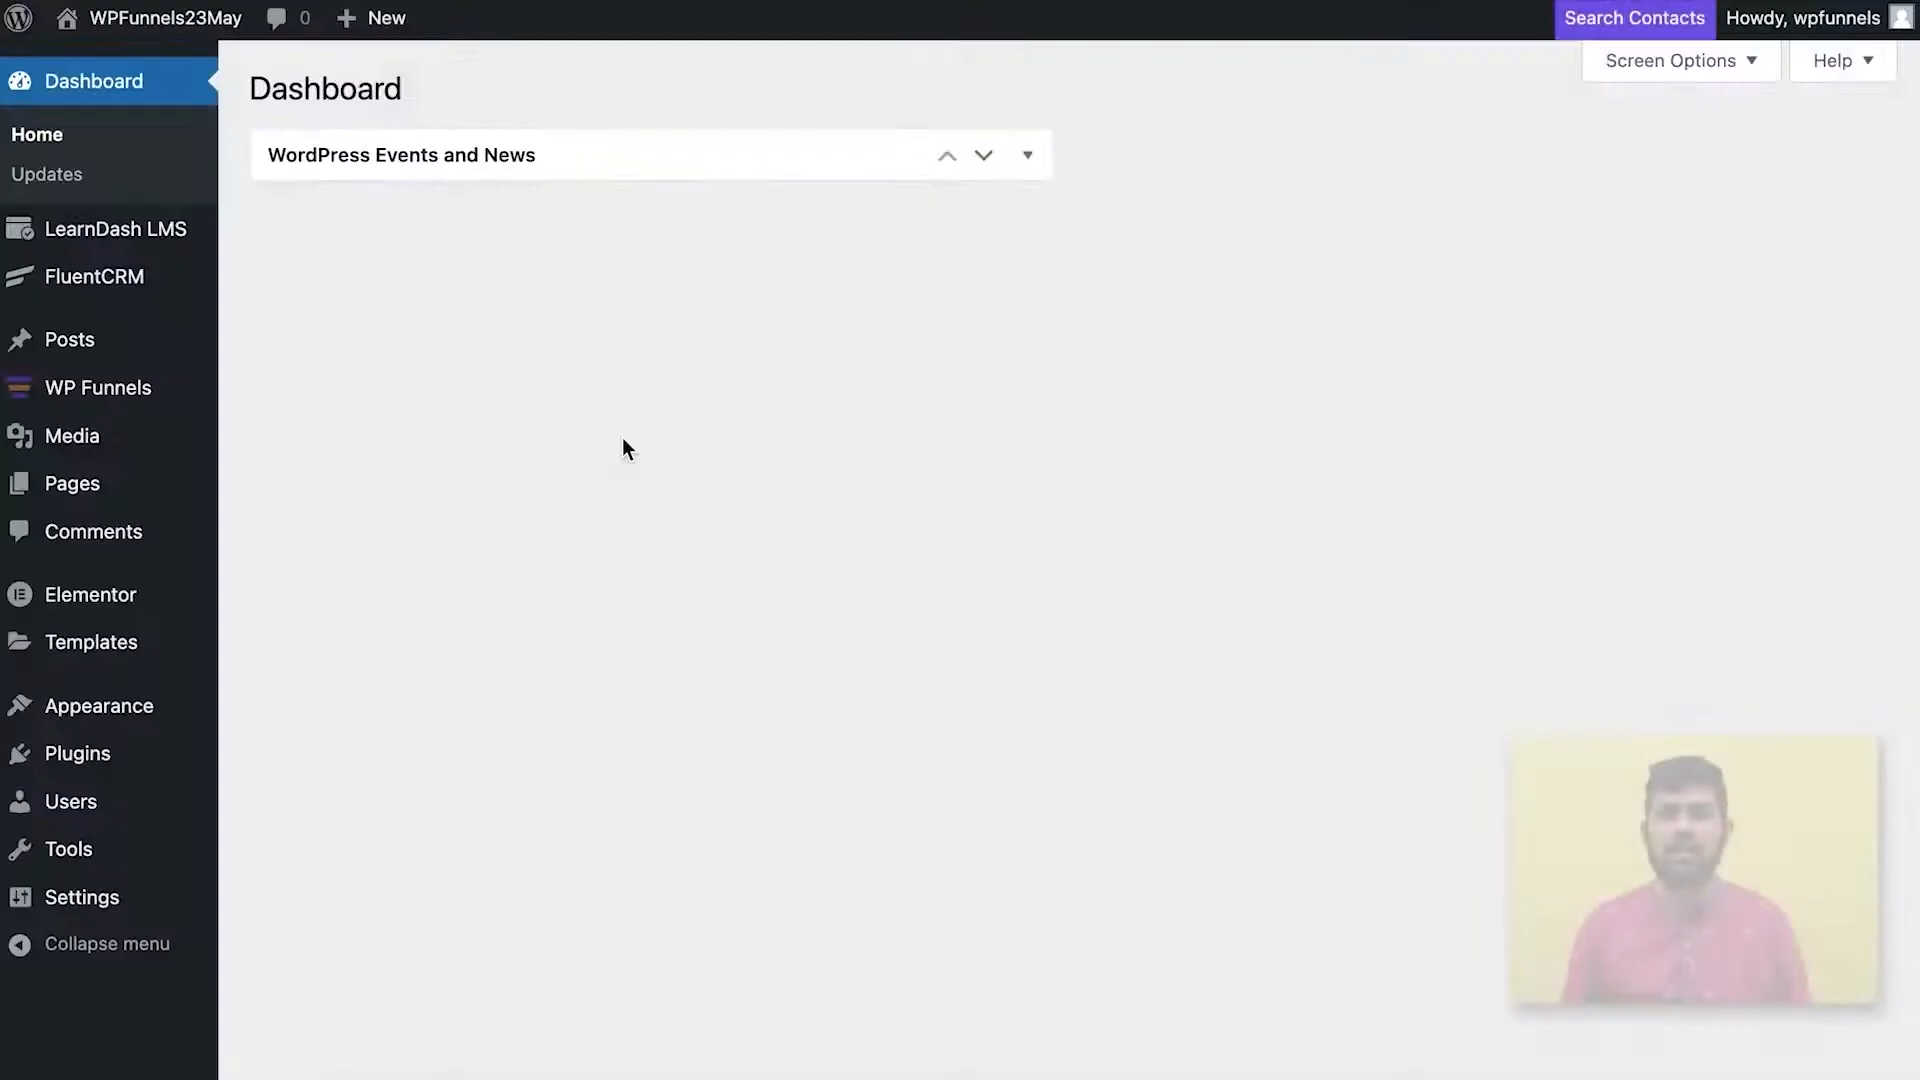 WPFunnels23May 0 New Search Contacts Howdy, wpfunnels
Screen Options Help
Dashboard
Home
Updates
LearnDash LMS
FluentCRM
Posts
WP Funnels
Media
Pages
Comments
Elementor
Templates
Appearance
Plugins
Users
Tools
Settings
Collapse menu
Dashboard
WordPress Events and News